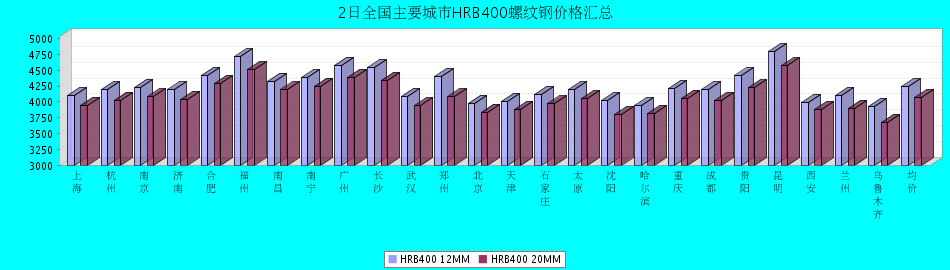 2日全国主要城市HRB400螺纹钢价格汇总
5000
4750
4500
4250
4000
3750
3500
3250
3000
上海
杭州
南京
济南
合肥
福州
南昌
南宁
广州
长沙
武汉
郑州
北京
天津
石家庄
太原
沈阳
哈尔滨
重庆
成都
贵阳
昆明
西安
兰州
乌鲁木齐
均价
HRB400 12MM HRB400 20MM